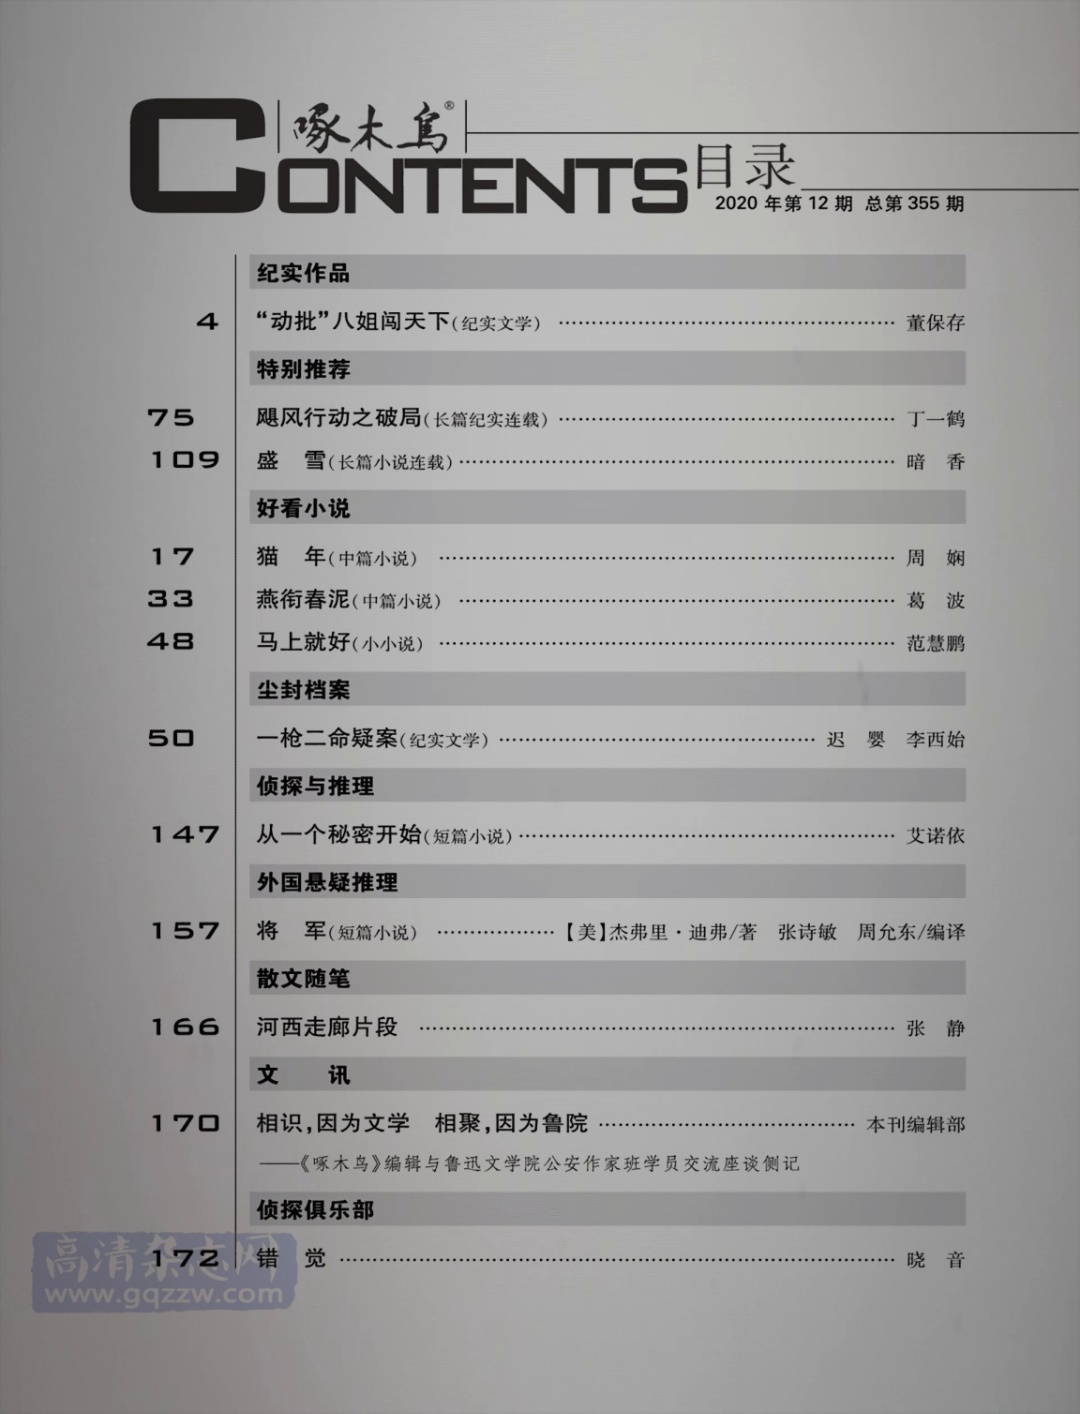 啄木鸟®
CONTENTS目录
2020 年第 12 期 总第 355 期
纪实作品
4 “动批”八姐闯天下(纪实文学) ………………………………………… 董保存
特别推荐
75 飓风行动之破局(长篇纪实连载) ………………………………………… 丁一鹤
109 盛 雪(长篇小说连载) ………………………………………… 暗 香
好看小说
17 猫 年(中篇小说) ………………………………………… 周 娴
33 燕衔春泥(中篇小说) ………………………………………… 葛 波
48 马上就好(小小说) ………………………………………… 范慧鹏
尘封档案
50 一枪二命疑案(纪实文学) ………………………………………… 迟 婴 李西始
侦探与推理
147 从一个秘密开始(短篇小说) ………………………………………… 艾诺依
外国悬疑推理
157 将 军(短篇小说) ……………… 【美】杰弗里·迪弗/著 张诗敏 周允东/编译
散文随笔
166 河西走廊片段 ………………………………………… 张 静
文 讯
170 相识,因为文学 相聚,因为鲁院 ………………………………… 本刊编辑部
——《啄木鸟》编辑与鲁迅文学院公安作家班学员交流座谈侧记
侦探俱乐部
172 错 觉 ………………………………………… 晓 音
高清杂志网
www.gqzzw.com